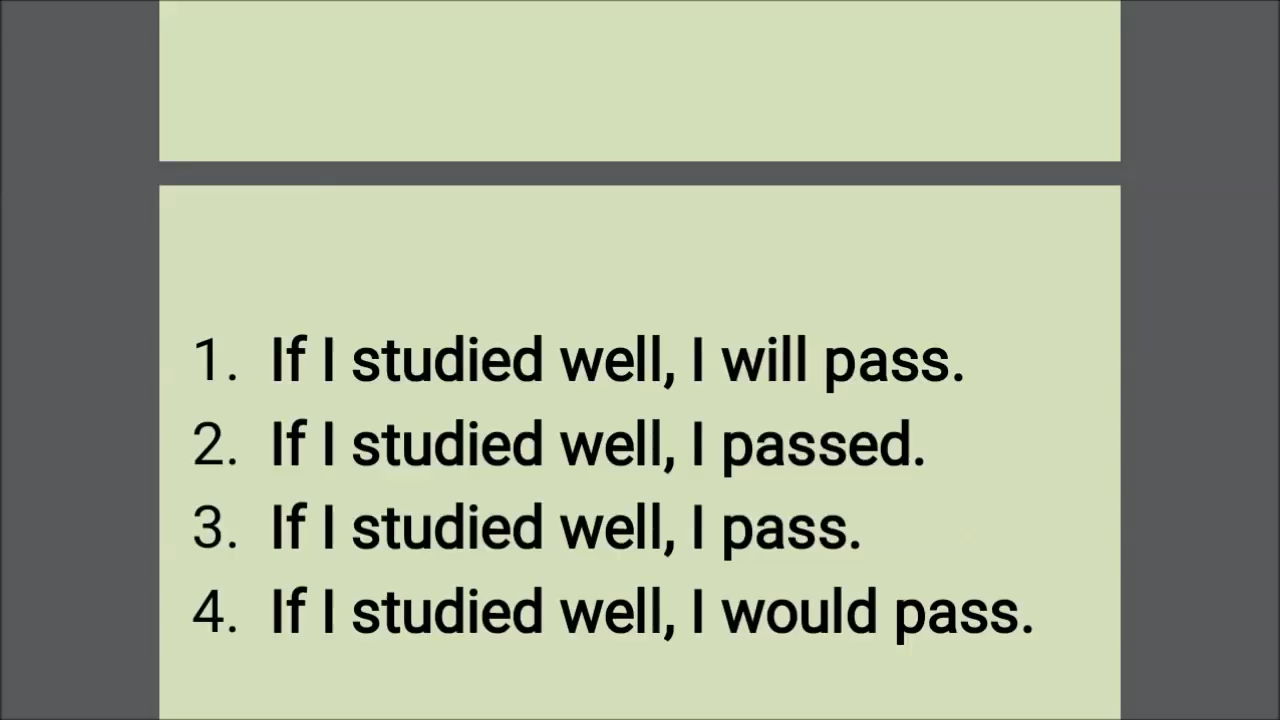 1. If I studied well, I will pass.
2. If I studied well, I passed.
3. If I studied well, I pass.
4. If I studied well, I would pass.